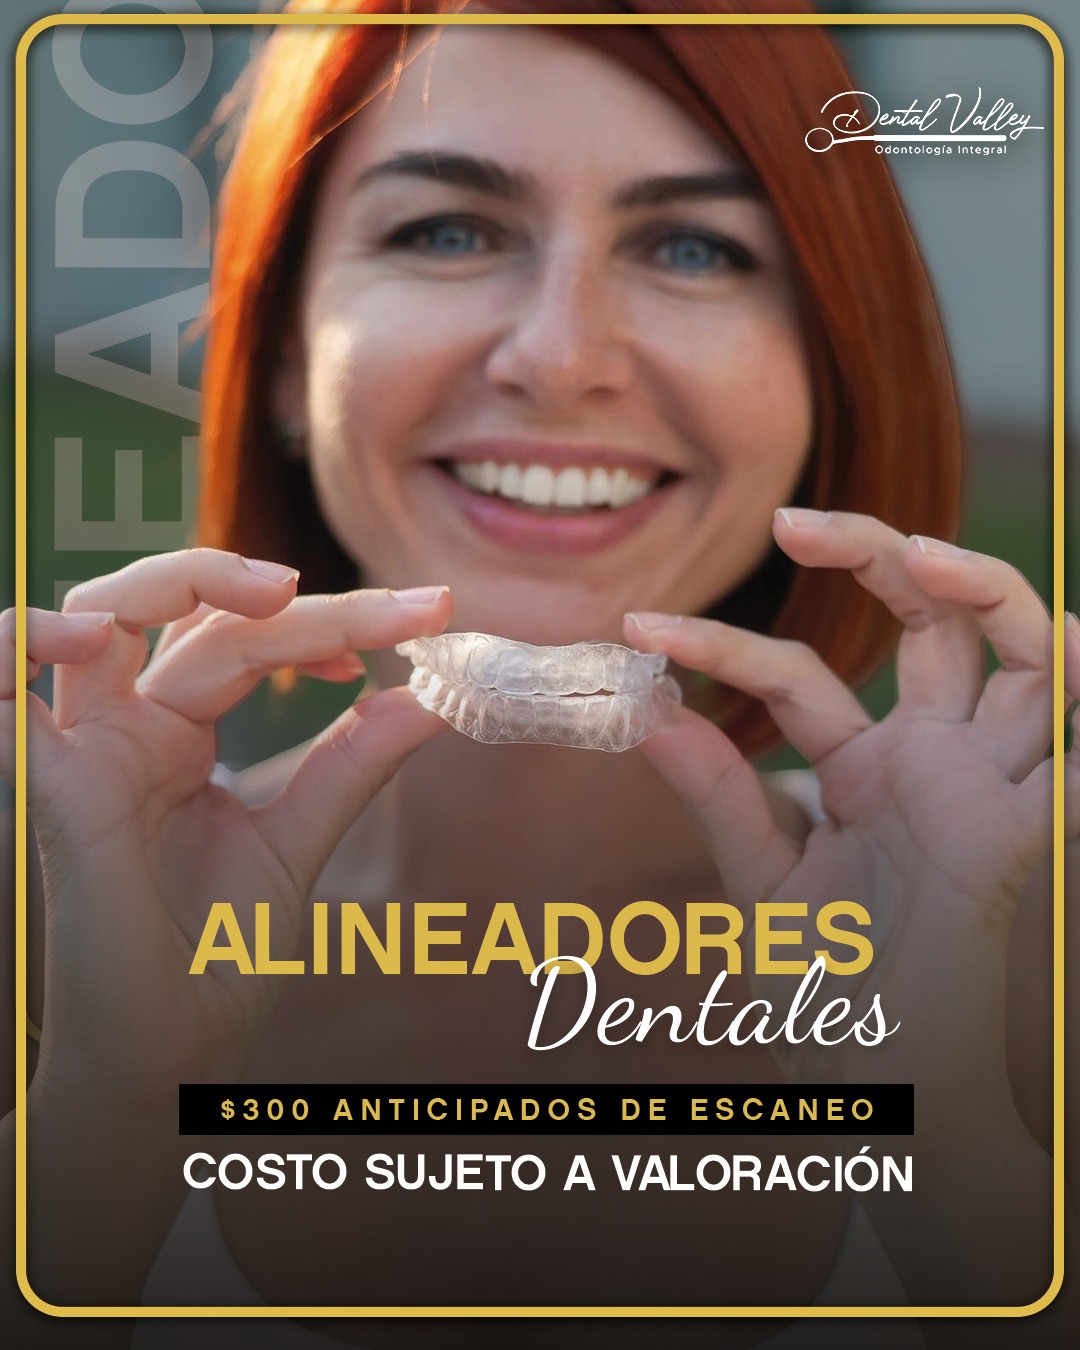 Dental Valley
Odontología Integral
ALINEADORES
Dentales
$300 ANTICIPADOS DE ESCANEO
COSTO SUJETO A VALORACIÓN